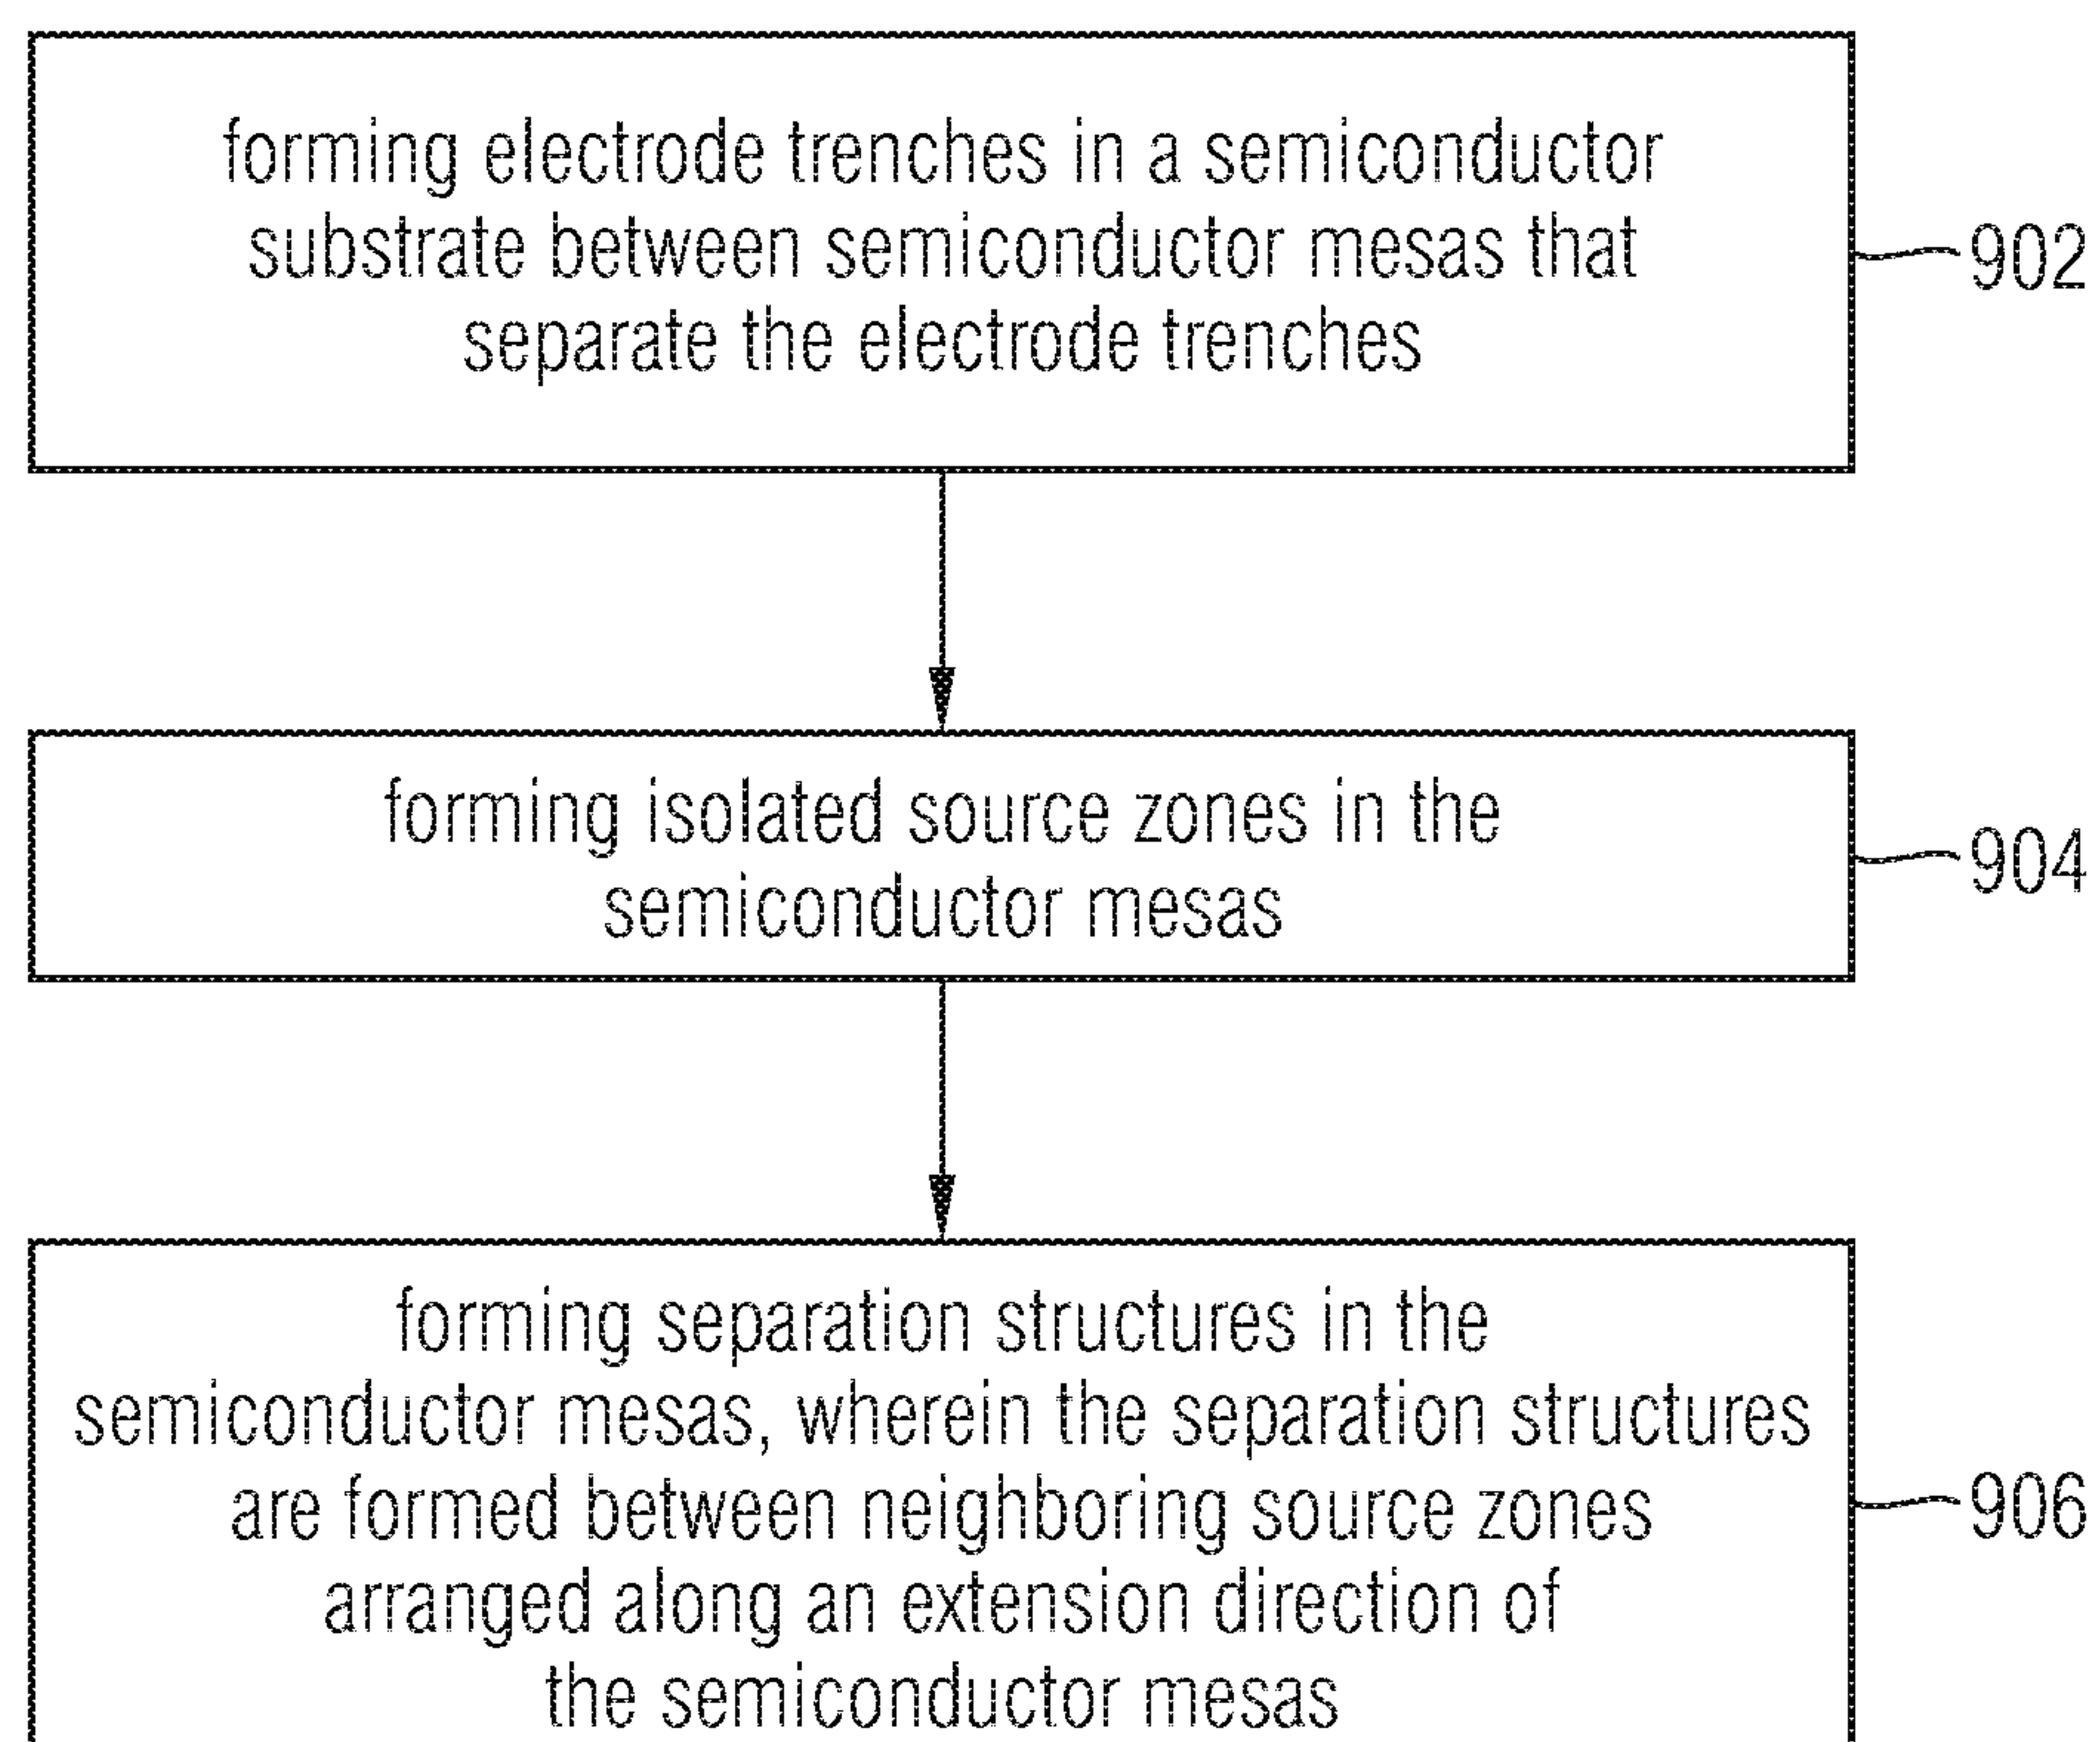 forming electrode trenches in a semiconductor
substrate between semiconductor mesas that
separate the electrode trenches
902
forming isolated source zones in the
semiconductor mesas
904
forming separation structures in the
semiconductor mesas, wherein the separation structures
are formed between neighboring source zones
arranged along an extension direction of
the semiconductor mesas
906